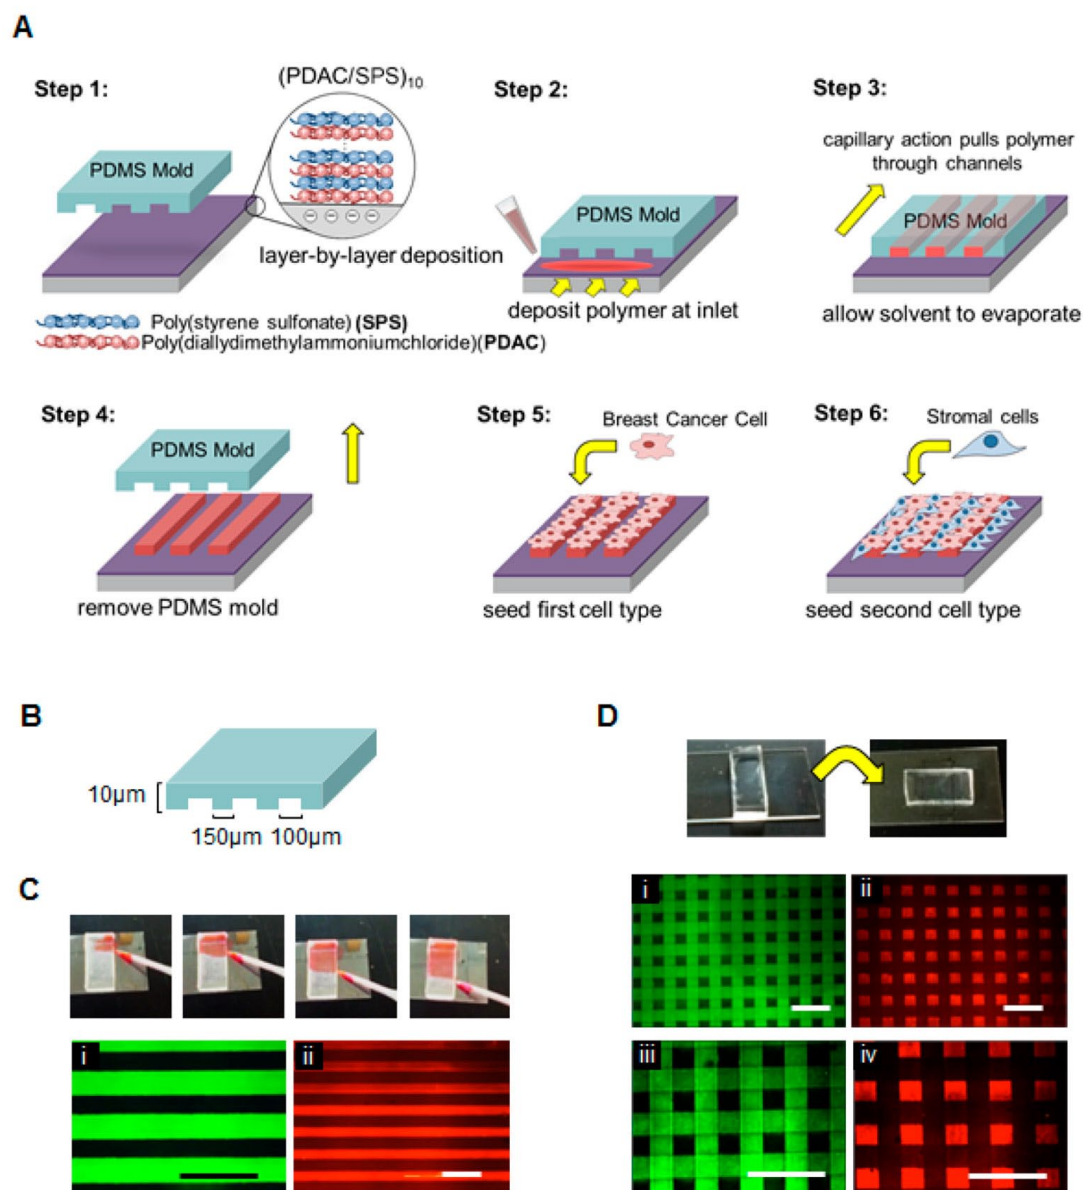 A
Step 1:
(PDAC/SPS)10
PDMS Mold
layer-by-layer deposition
Poly(styrene sulfonate) (SPS)
Poly(diallydimethylammoniumchloride)(PDAC)
Step 2:
PDMS Mold
deposit polymer at inlet
Step 3:
capillary action pulls polymer
through channels
PDMS Mold
allow solvent to evaporate
Step 4:
PDMS Mold
remove PDMS mold
Step 5:
Breast Cancer Cell
seed first cell type
Step 6:
Stromal cells
seed second cell type
B
10µm
150µm 100µm
C
i
ii
D
i
ii
iii
iv